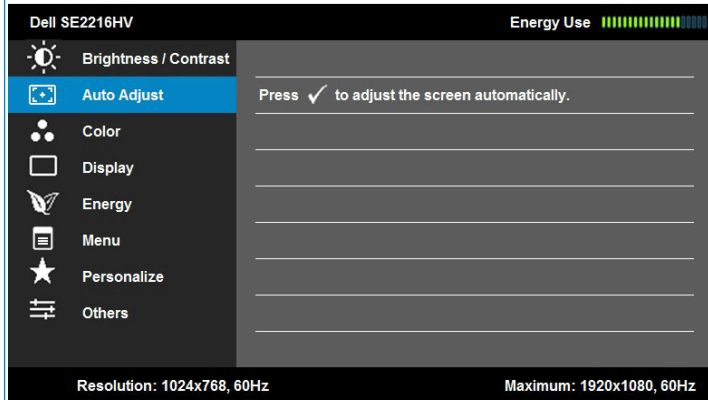 Dell SE2216HV Energy Use
Brightness / Contrast
Auto Adjust Press ✓ to adjust the screen automatically.
Color
Display
Energy
Menu
Personalize
Others
Resolution: 1024x768, 60Hz Maximum: 1920x1080, 60Hz